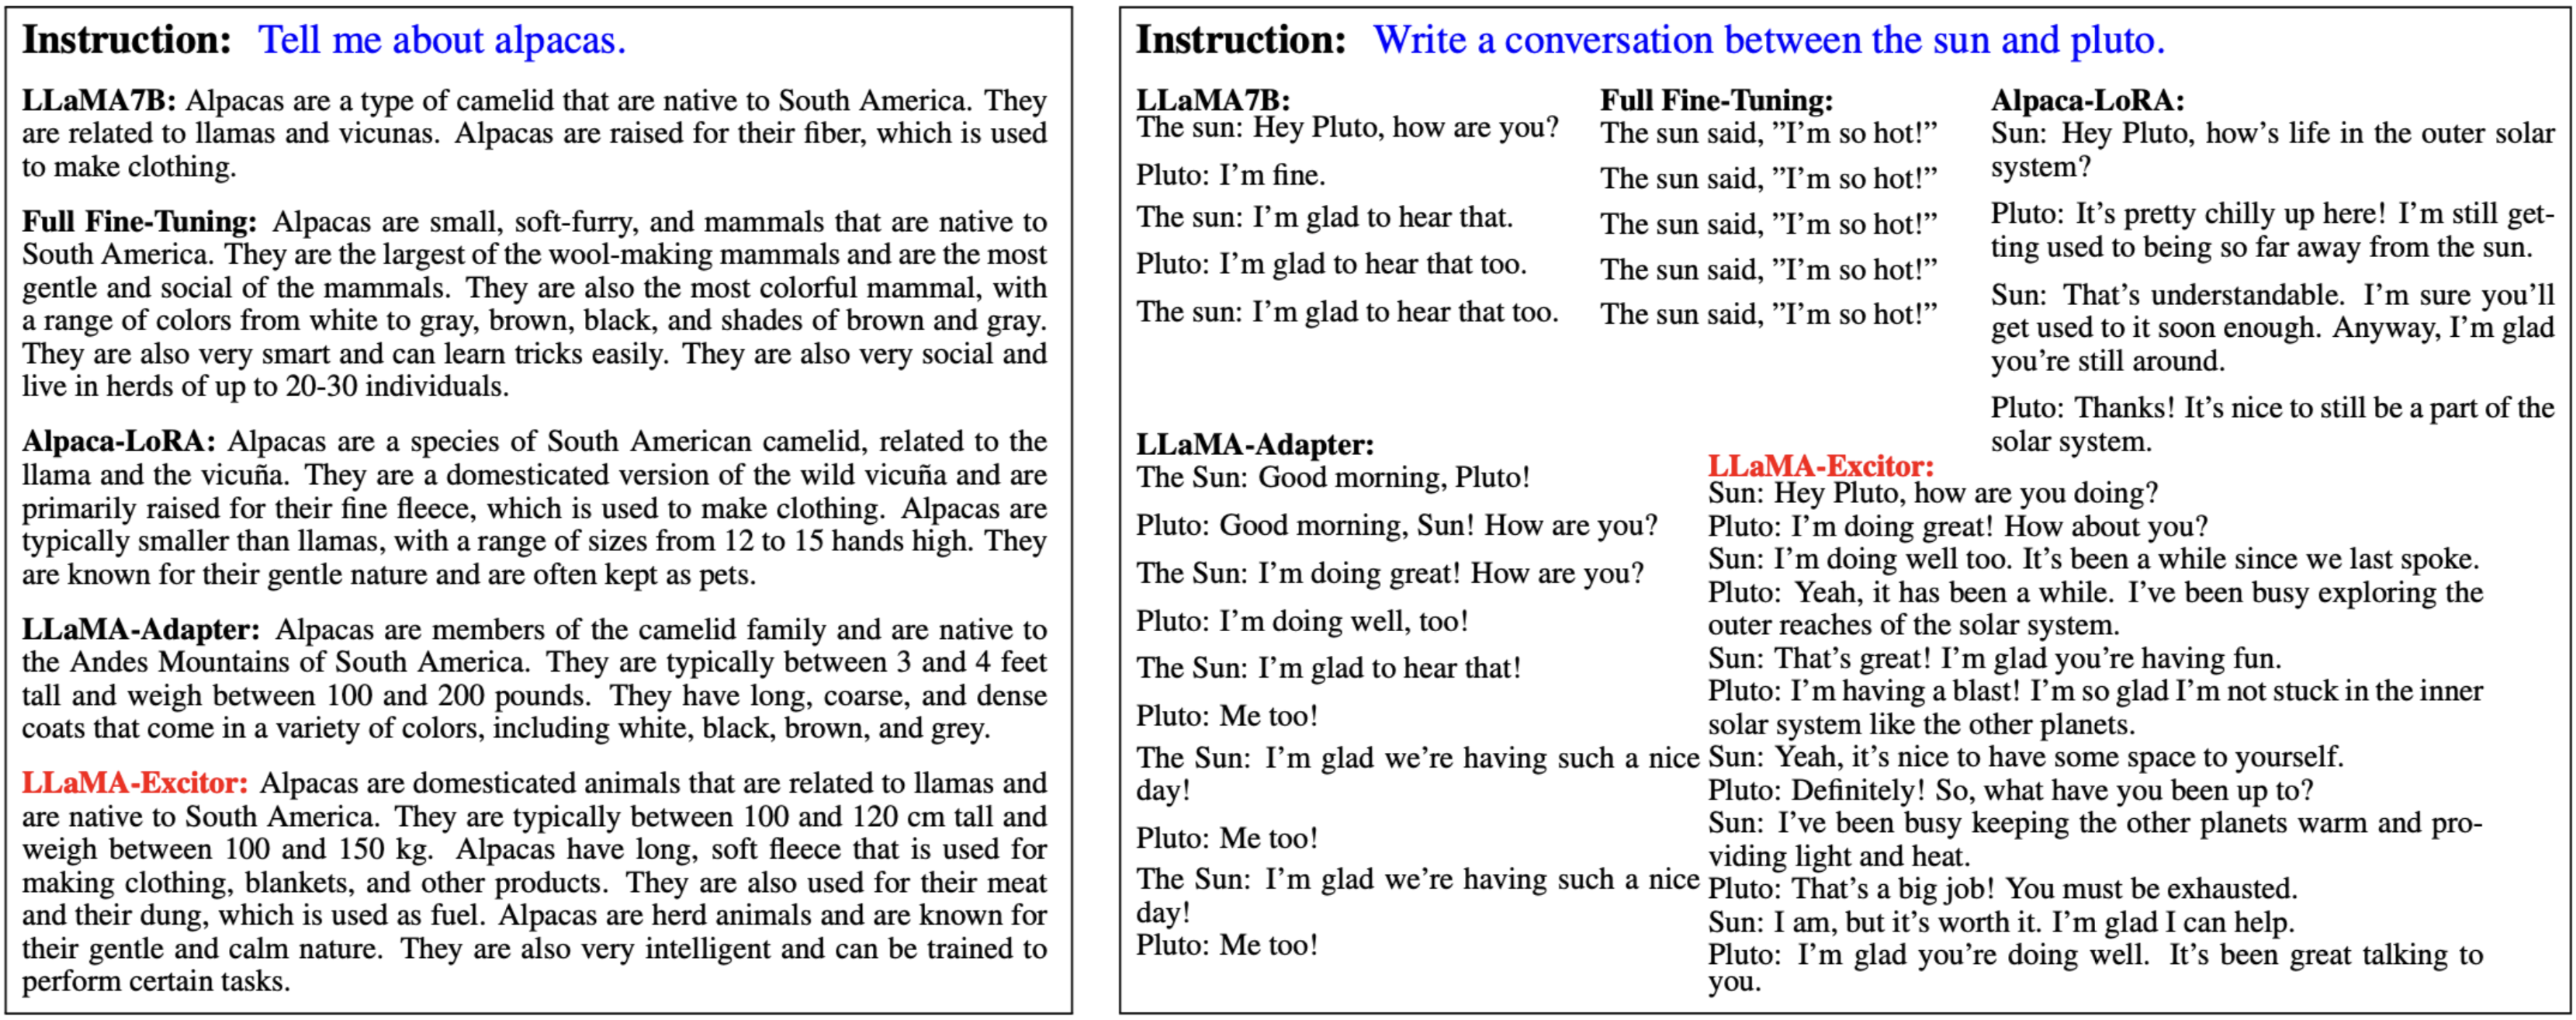 Instruction: Tell me about alpacas.
LLaMA7B: Alpacas are a type of camelid that are native to South America. They
are related to llamas and vicunas. Alpacas are raised for their fiber, which is used
to make clothing.
Full Fine-Tuning: Alpacas are small, soft-furry, and mammals that are native to
South America. They are the largest of the wool-making mammals and are the most
gentle and social of the mammals. They are also the most colorful mammal, with
a range of colors from white to gray, brown, black, and shades of brown and gray.
They are also very smart and can learn tricks easily. They are also very social and
live in herds of up to 20-30 individuals.
Alpaca-LoRA: Alpacas are a species of South American camelid, related to the
llama and the vicuña. They are a domesticated version of the wild vicuña and are
primarily raised for their fine fleece, which is used to make clothing. Alpacas are
typically smaller than llamas, with a range of sizes from 12 to 15 hands high. They
are known for their gentle nature and are often kept as pets.
LLaMA-Adapter: Alpacas are members of the camelid family and are native to
the Andes Mountains of South America. They are typically between 3 and 4 feet
tall and weigh between 100 and 200 pounds. They have long, coarse, and dense
coats that come in a variety of colors, including white, black, brown, and grey.
LLaMA-Excitor: Alpacas are domesticated animals that are related to llamas and
are native to South America. They are typically between 100 and 120 cm tall and
weigh between 100 and 150 kg. Alpacas have long, soft fleece that is used for
making clothing, blankets, and other products. They are also used for their meat
and their dung, which is used as fuel. Alpacas are herd animals and are known for
their gentle and calm nature. They are also very intelligent and can be trained to
perform certain tasks.
Instruction: Write a conversation between the sun and pluto.
LLaMA7B:
The sun: Hey Pluto, how are you?
Pluto: I'm fine.
The sun: I'm glad to hear that.
Pluto: I'm glad to hear that too.
The sun: I'm glad to hear that too.
Full Fine-Tuning:
The sun said, ”I'm so hot!”
The sun said, ”I'm so hot!”
The sun said, ”I'm so hot!”
The sun said, ”I'm so hot!”
The sun said, ”I'm so hot!”
Alpaca-LoRA:
Sun: Hey Pluto, how's life in the outer solar
system?
Pluto: It's pretty chilly up here! I'm still get-
ting used to being so far away from the sun.
Sun: That's understandable. I'm sure you'll
get used to it soon enough. Anyway, I'm glad
you're still around.
Pluto: Thanks! It's nice to still be a part of the
solar system.
LLaMA-Adapter:
The Sun: Good morning, Pluto!
Pluto: Good morning, Sun! How are you?
The Sun: I'm doing great! How are you?
Pluto: I'm doing well, too!
The Sun: I'm glad to hear that!
Pluto: Me too!
The Sun: I'm glad we're having such a nice
day!
Pluto: Me too!
The Sun: I'm glad we're having such a nice
day!
Pluto: Me too!
LLaMA-Excitor:
Sun: Hey Pluto, how are you doing?
Pluto: I'm doing great! How about you?
Sun: I'm doing well too. It's been a while since we last spoke.
Pluto: Yeah, it has been a while. I've been busy exploring the
outer reaches of the solar system.
Sun: That's great! I'm glad you're having fun.
Pluto: I'm having a blast! I'm so glad I'm not stuck in the inner
solar system like the other planets.
Sun: Yeah, it's nice to have some space to yourself.
Pluto: Definitely! So, what have you been up to?
Sun: I've been busy keeping the other planets warm and pro-
viding light and heat.
Pluto: That's a big job! You must be exhausted.
Sun: I am, but it's worth it. I'm glad I can help.
Pluto: I'm glad you're doing well. It's been great talking to
you.